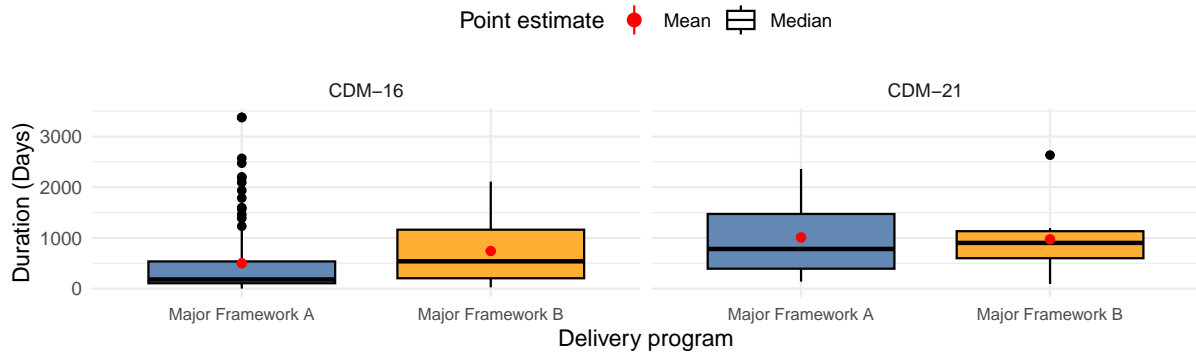 Point estimate Mean Median
CDM−16 CDM−21
Duration (Days)
3000
2000
1000
0
Major Framework A Major Framework B Major Framework A Major Framework B
Delivery program